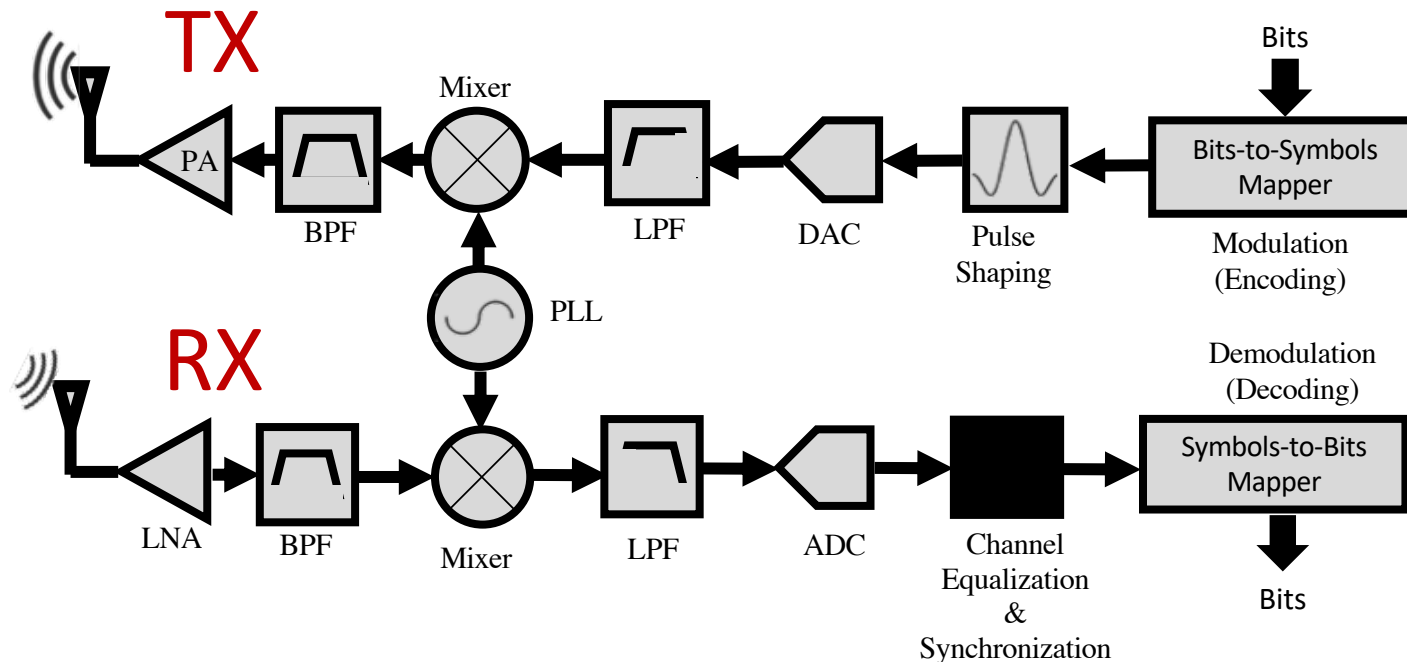 TX
Bits
Mixer
PA
Bits-to-Symbols
Mapper
BPF
LPF
DAC
Pulse
Shaping
Modulation
(Encoding)
PLL
RX
Demodulation
(Decoding)
Symbols-to-Bits
Mapper
LNA
BPF
Mixer
LPF
ADC
Channel
Equalization
&
Synchronization
Bits